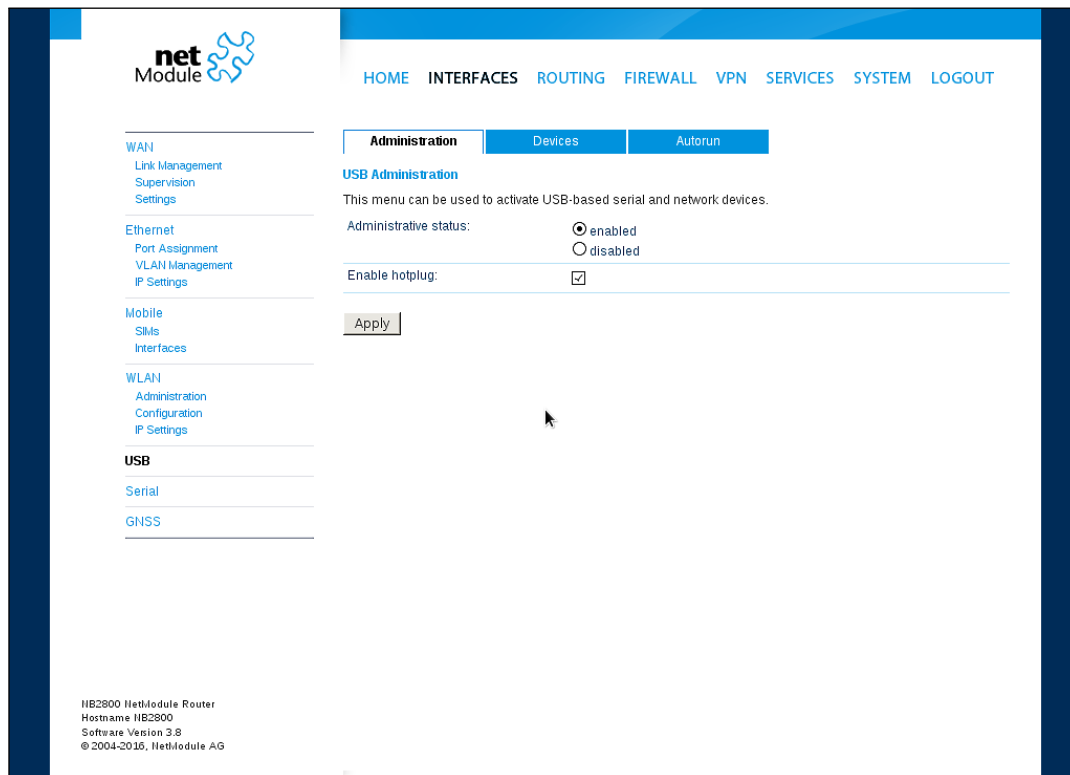 net
Module
HOME INTERFACES ROUTING FIREWALL VPN SERVICES SYSTEM LOGOUT
WAN
Link Management
Supervision
Settings
Ethernet
Port Assignment
VLAN Management
IP Settings
Mobile
SIMs
Interfaces
WLAN
Administration
Configuration
IP Settings
USB
Serial
GNSS
Administration Devices Autorun
USB Administration
This menu can be used to activate USB-based serial and network devices.
Administrative status:
enabled
disabled
Enable hotplug:
Apply
NB2800 NetModule Router
Hostname NB2800
Software Version 3.8
© 2004-2016, NetModule AG